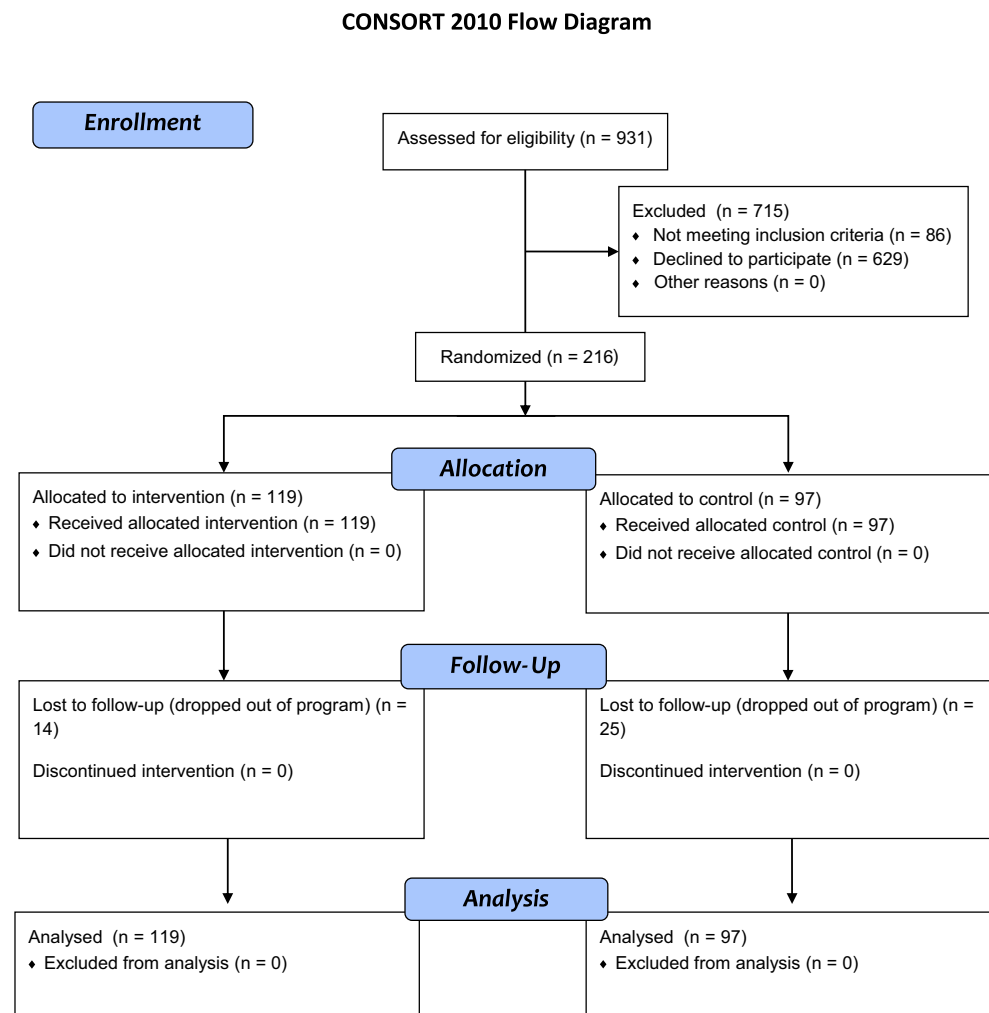 CONSORT 2010 Flow Diagram
Enrollment
Assessed for eligibility (n = 931)
Excluded (n = 715)
♦ Not meeting inclusion criteria (n = 86)
♦ Declined to participate (n = 629)
♦ Other reasons (n = 0)
Randomized (n = 216)
Allocation
Allocated to intervention (n = 119)
♦ Received allocated intervention (n = 119)
♦ Did not receive allocated intervention (n = 0)
Allocated to control (n = 97)
♦ Received allocated control (n = 97)
♦ Did not receive allocated control (n = 0)
Follow-Up
Lost to follow-up (dropped out of program) (n =
14)
Discontinued intervention (n = 0)
Lost to follow-up (dropped out of program) (n =
25)
Discontinued intervention (n = 0)
Analysis
Analysed (n = 119)
♦ Excluded from analysis (n = 0)
Analysed (n = 97)
♦ Excluded from analysis (n = 0)